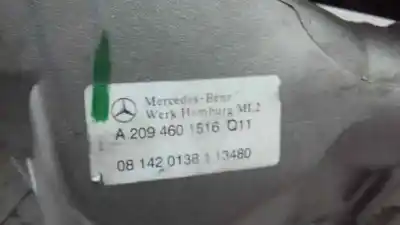 Mercedes-Benz
Werk Hamburg ML2
A 209 460 1516 Q11
08 142 0138 1 13480